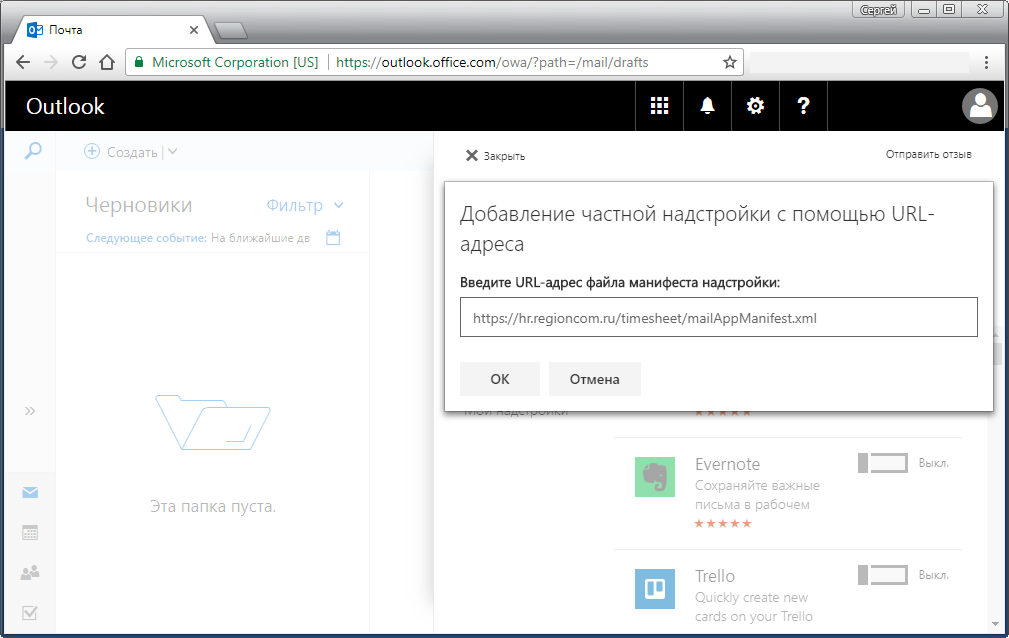 Сергей
Почта
Microsoft Corporation [US] | https://outlook.office.com/owa/?path=/mail/drafts
Outlook
?
Создать |
Закрыть
Отправить отзыв
Черновики
Фильтр
Следующее событие: На ближайшие дв
Добавление частной надстройки с помощью URL-
адреса
Введите URL-адрес файла манифеста надстройки:
https://hr.regioncom.ru/timesheet/mailAppManifest.xml
ОК
Отмена
Мои надстройки
Evernote
Выкл.
Сохраняйте важные
письма в рабочем
Эта папка пуста.
Trello
Выкл.
Quickly create new
cards on your Trello